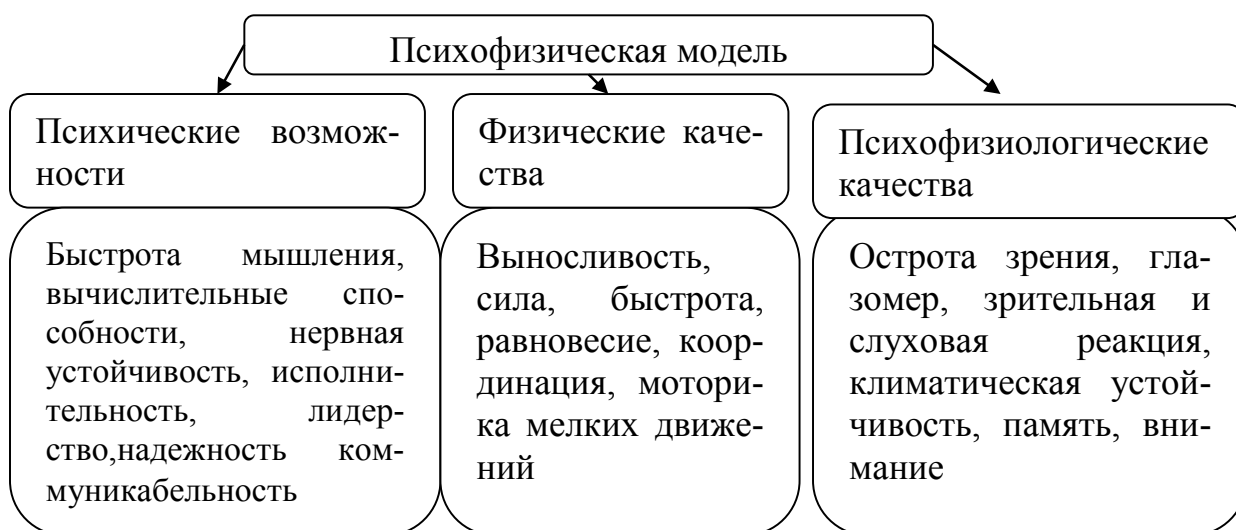 Психофизическая модель
Психические возмож-
ности
Физические каче-
ства
Психофизиологические
качества
Быстрота мышления,
вычислительные спо-
собности, нервная
устойчивость, исполни-
тельность, лидер-
ство,надежность ком-
муникабельность
Выносливость,
сила, быстрота,
равновесие, коор-
динация, мотори-
ка мелких движе-
ний
Острота зрения, гла-
зомер, зрительная и
слуховая реакция,
климатическая устой-
чивость, память, вни-
мание